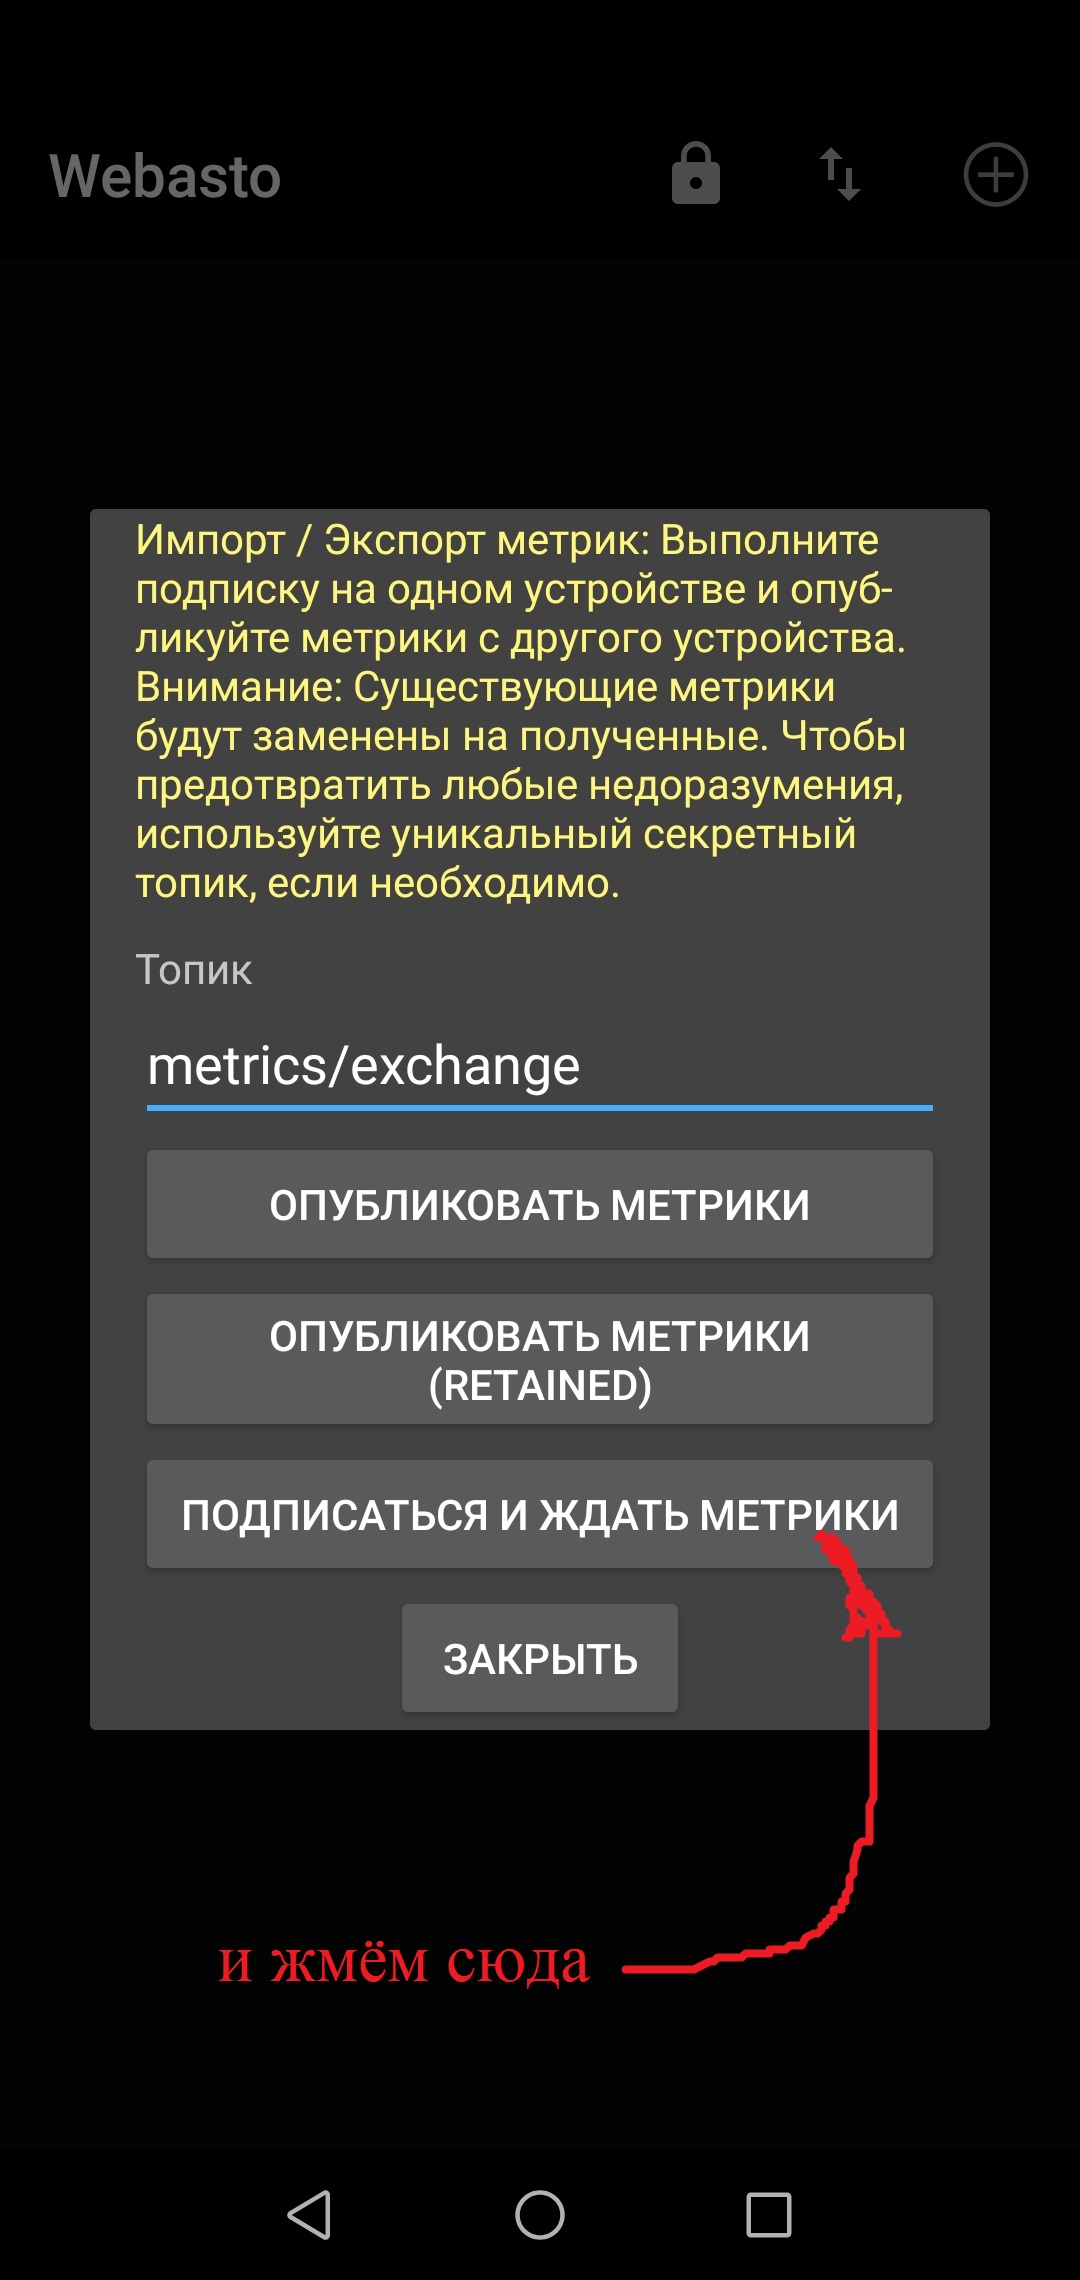 Webasto
Импорт / Экспорт метрик: Выполните
подписку на одном устройстве и опуб-
ликуйте метрики с другого устройства.
Внимание: Существующие метрики
будут заменены на полученные. Чтобы
предотвратить любые недоразумения,
используйте уникальный секретный
топик, если необходимо.
Топик
metrics/exchange
ОПУБЛИКОВАТЬ МЕТРИКИ
ОПУБЛИКОВАТЬ МЕТРИКИ
(RETAINED)
ПОДПИСАТЬСЯ И ЖДАТЬ МЕТРИКИ
ЗАКРЫТЬ
и жмём сюда